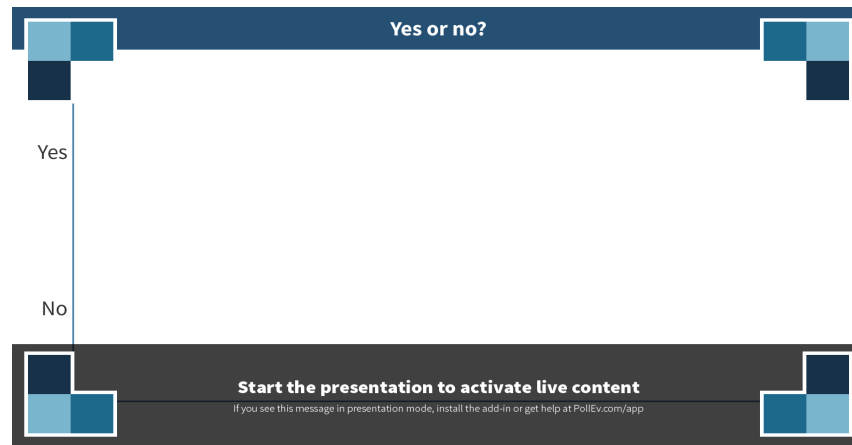 Yes or no?
Yes
No
Start the presentation to activate live content
If you see this message in presentation mode, install the add-in or get help at PollEv.com/app